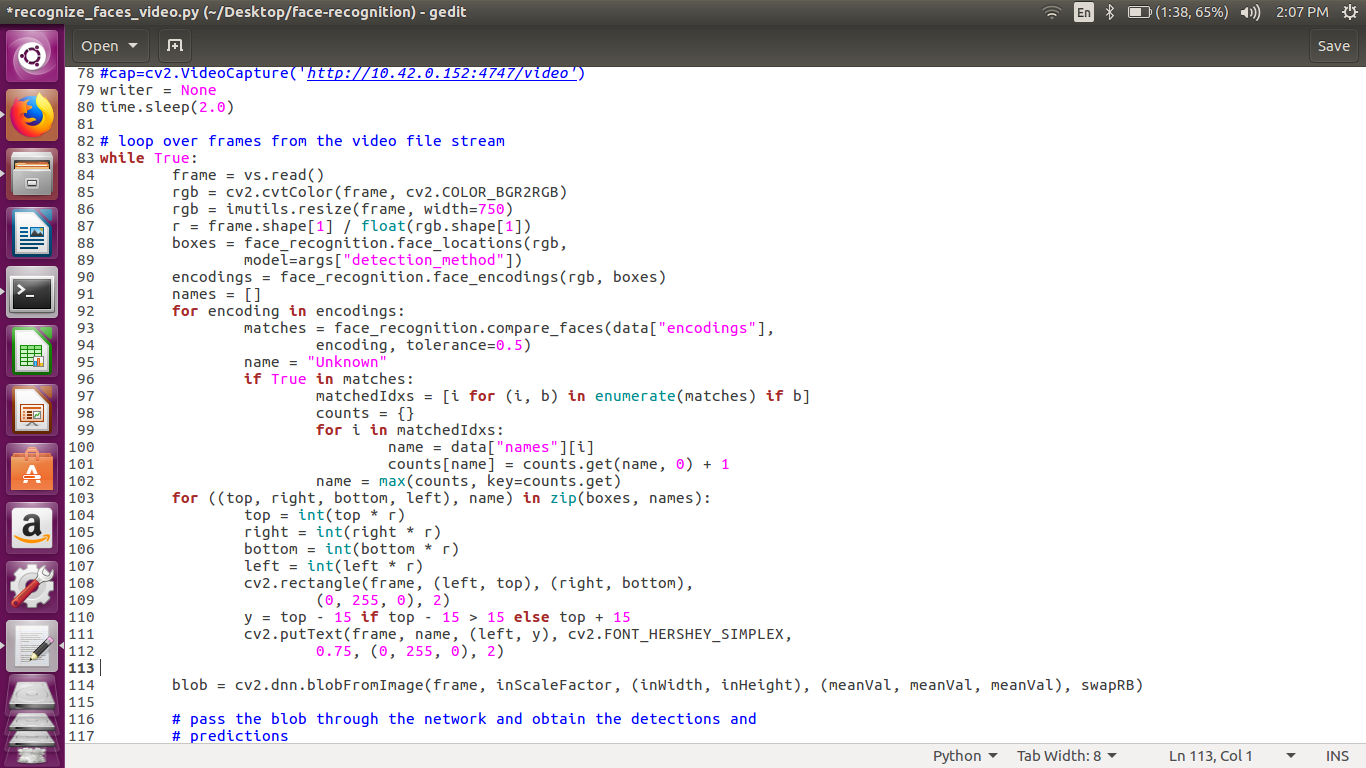 *recognize_faces_video.py (~/Desktop/face-recognition) - gedit
En
(1:38, 65%)
2:07 PM
Open
Save
78 #cap=cv2.VideoCapture('http://10.42.0.152:4747/video')
79 writer = None
80 time.sleep(2.0)
81
82 # loop over frames from the video file stream
83 while True:
84         frame = vs.read()
85         rgb = cv2.cvtColor(frame, cv2.COLOR_BGR2RGB)
86         rgb = imutils.resize(frame, width=750)
87         r = frame.shape[1] / float(rgb.shape[1])
88         boxes = face_recognition.face_locations(rgb,
89                 model=args["detection_method"])
90         encodings = face_recognition.face_encodings(rgb, boxes)
91         names = []
92         for encoding in encodings:
93                 matches = face_recognition.compare_faces(data["encodings"],
94                         encoding, tolerance=0.5)
95                 name = "Unknown"
96                 if True in matches:
97                         matchedIdxs = [i for (i, b) in enumerate(matches) if b]
98                         counts = {}
99                         for i in matchedIdxs:
100                                 name = data["names"][i]
101                                 counts[name] = counts.get(name, 0) + 1
102                         name = max(counts, key=counts.get)
103         for ((top, right, bottom, left), name) in zip(boxes, names):
104                 top = int(top * r)
105                 right = int(right * r)
106                 bottom = int(bottom * r)
107                 left = int(left * r)
108                 cv2.rectangle(frame, (left, top), (right, bottom),
109                         (0, 255, 0), 2)
110                 y = top - 15 if top - 15 > 15 else top + 15
111                 cv2.putText(frame, name, (left, y), cv2.FONT_HERSHEY_SIMPLEX,
112                         0.75, (0, 255, 0), 2)
113
114         blob = cv2.dnn.blobFromImage(frame, inScaleFactor, (inWidth, inHeight), (meanVal, meanVal, meanVal), swapRB)
115
116         # pass the blob through the network and obtain the detections and
117         # predictions
Python
Tab Width: 8
Ln 113, Col 1
INS